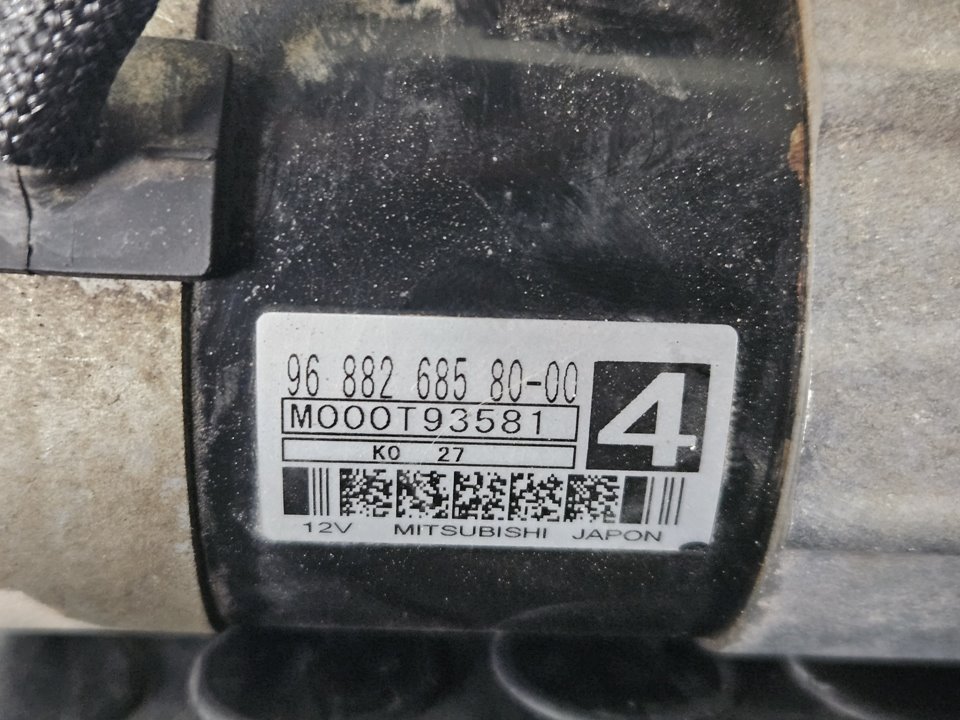 96 882 685 80-00
4
M000T93581
K0 27
12V MITSUBISHI JAPON